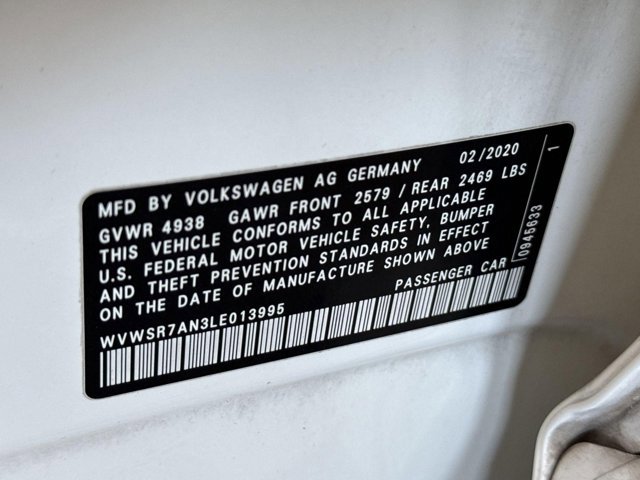 MFD BY VOLKSWAGEN AG GERMANY 02/2020
GVWR 4938 GAWR FRONT 2579 / REAR 2469 LBS
THIS VEHICLE CONFORMS TO ALL APPLICABLE
U.S. FEDERAL MOTOR VEHICLE SAFETY, BUMPER
AND THEFT PREVENTION STANDARDS IN EFFECT
ON THE DATE OF MANUFACTURE SHOWN ABOVE
WVWSR7AN3LE013995 PASSENGER CAR
0945633 1